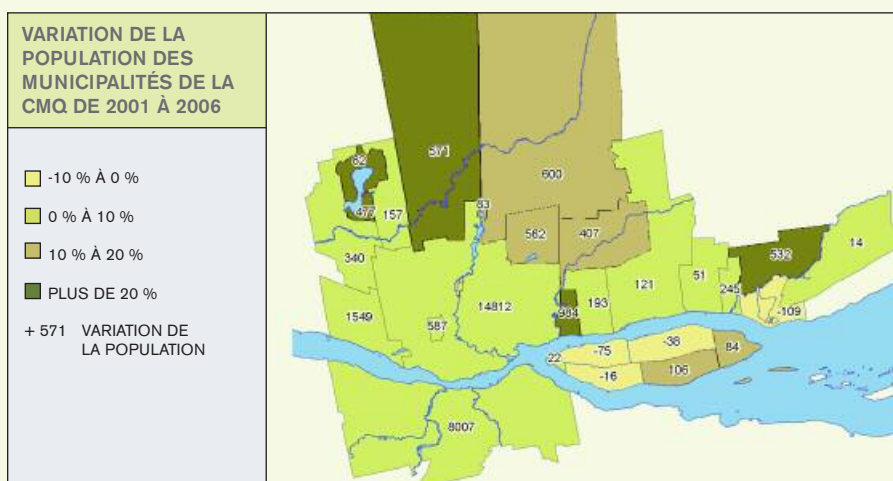 VARIATION DE LA
POPULATION DES
MUNICIPALITÉS DE LA
CMQ DE 2001 À 2006
-10 % À 0 %
0 % À 10 %
10 % À 20 %
PLUS DE 20 %
+ 571 VARIATION DE
LA POPULATION
62
571
600
477
157
83
562
407
340
532
14
51
121
245
14812
193
984
-109
1549
587
-38
-75
84
22
-16
106
8007